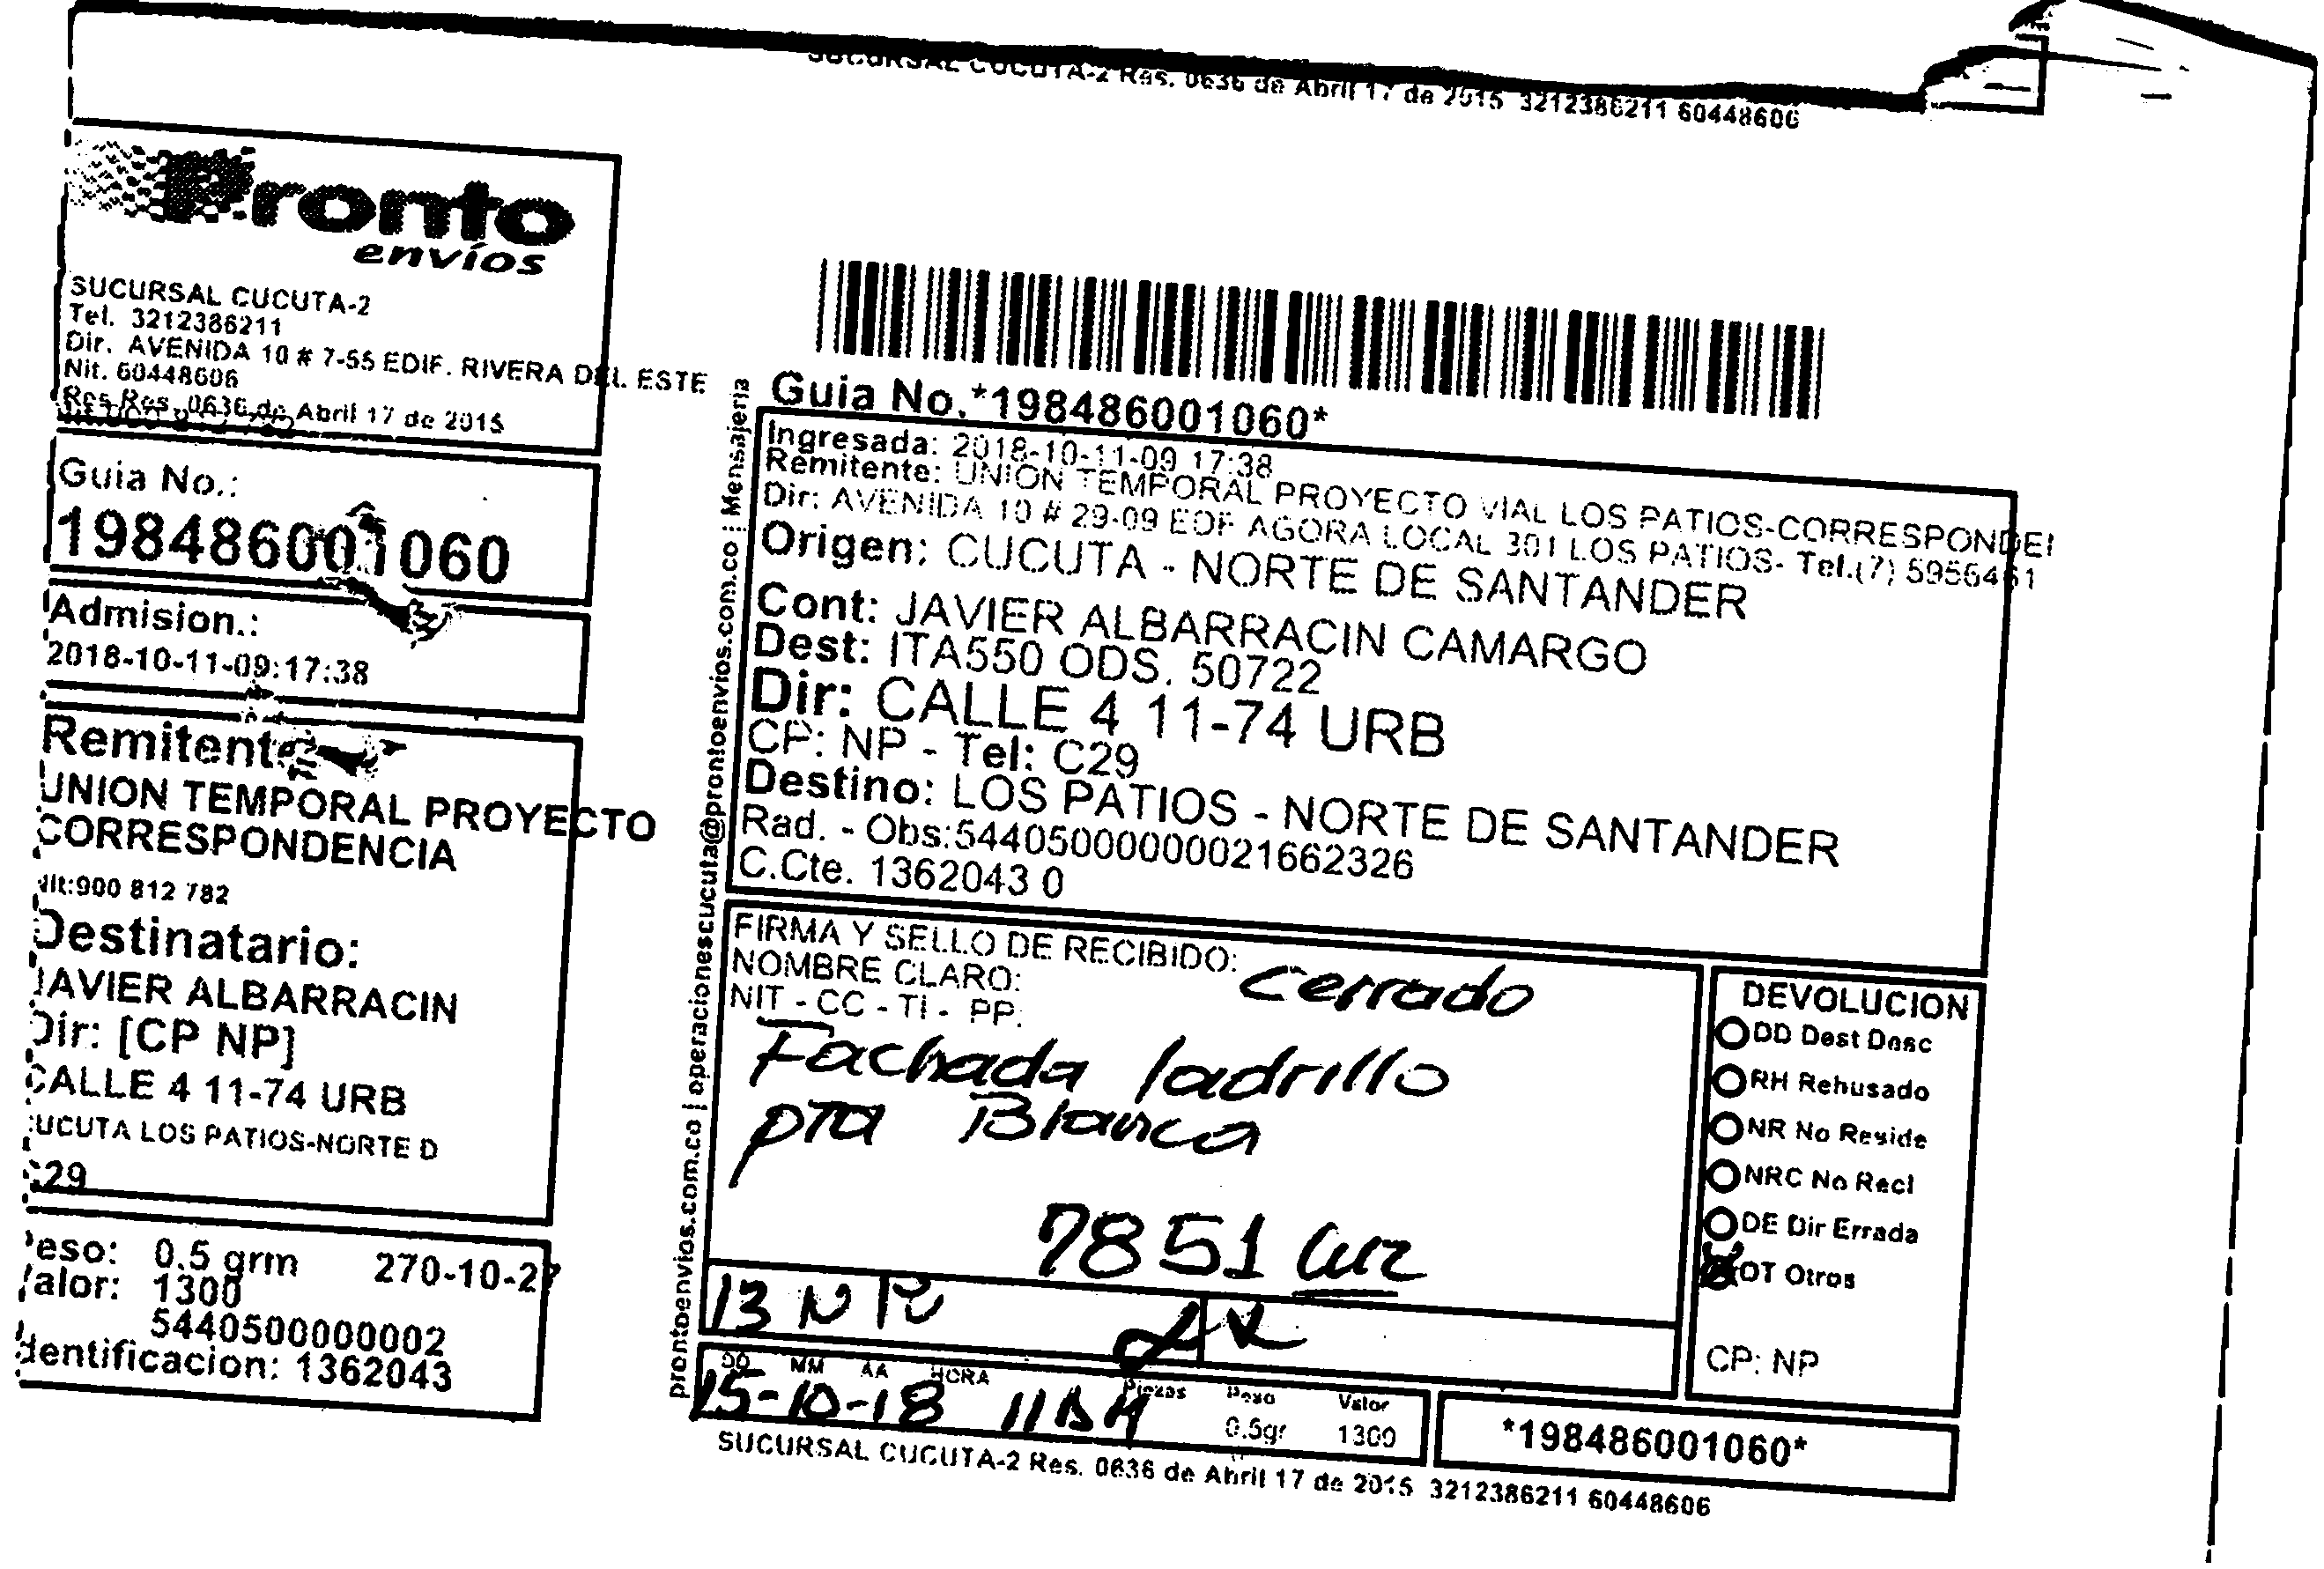 SUCURSAL CUCUTA-2 Res. 0636 de Abril 17 de 2015 3212386211 60448606
Pronto
envíos
SUCURSAL CUCUTA-2
Tel. 3212386211
Dir. AVENIDA 10 # 7-55 EDIF. RIVERA DEL ESTE
Nit. 60448606
Res Res. 0636 de Abril 17 de 2015
Guia No.:
198486001060
Admision.:
2018-10-11-09:17:38
Remitente
UNION TEMPORAL PROYECTO
CORRESPONDENCIA
Nit:900 812 782
Destinatario:
JAVIER ALBARRACIN
Dir: [CP NP]
CALLE 4 11-74 URB
CUCUTA LOS PATIOS-NORTE D
C29
Peso: 0.5 grm 270-10-27
Valor: 1300
5440500000002
Identificacion: 1362043
prontoenvios.com.co | operacionescucuta@prontoenvios.com.co | Mensajeria
Guia No.*198486001060*
Ingresada: 2018-10-11-09 17:38
Remitente: UNION TEMPORAL PROYECTO VIAL LOS PATIOS-CORRESPONDEI
Dir: AVENIDA 10 # 29-09 EDF AGORA LOCAL 301 LOS PATIOS- Tel.(7) 5956461
Origen: CUCUTA - NORTE DE SANTANDER
Cont: JAVIER ALBARRACIN CAMARGO
Dest: ITA550 ODS. 50722
Dir: CALLE 4 11-74 URB
CP: NP - Tel: C29
Destino: LOS PATIOS - NORTE DE SANTANDER
Rad. - Obs:544050000000021662326
C.Cte. 1362043 0
FIRMA Y SELLO DE RECIBIDO:
NOMBRE CLARO:
NIT - CC - TI - PP:
cerrado
Fachada ladrillo
pta Blanca
7851 luz
DEVOLUCION
DD Dest Desc
RH Rehusado
NR No Reside
NRC No Recl
DE Dir Errada
OT Otros
CP: NP
DD MM AA HORA Piezas Peso Valor
15-10-18 0.5gr 1300
*198486001060*
SUCURSAL CUCUTA-2 Res. 0636 de Abril 17 de 2015 3212386211 60448606